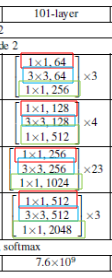 101-layer
2
de 2
1×1, 64
3×3, 64 ×3
1×1, 256
1×1, 128
3×3, 128 ×4
1×1, 512
1×1, 256
3×3, 256 ×23
1×1, 1024
1×1, 512
3×3, 512 ×3
1×1, 2048
softmax
7.6×10⁹